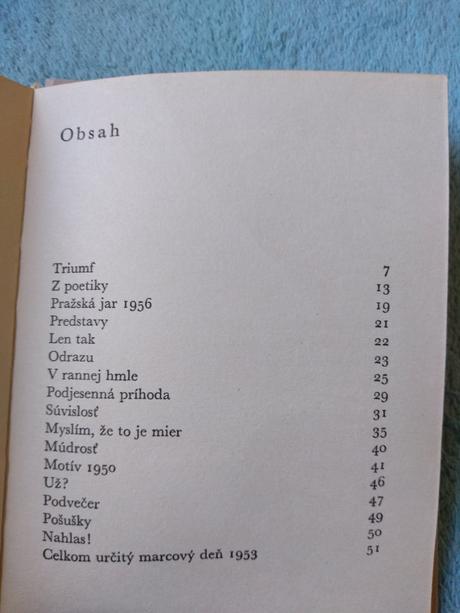 Obsah
Triumf 7
Z poetiky 13
Pražská jar 1956 19
Predstavy 21
Len tak 22
Odrazu 23
V rannej hmle 25
Podjesenná príhoda 29
Súvislosť 31
Myslím, že to je mier 35
Múdrosť 40
Motív 1950 41
Už? 46
Podvečer 47
Pošušky 49
Nahlas! 50
Celkom určitý marcový deň 1953 51